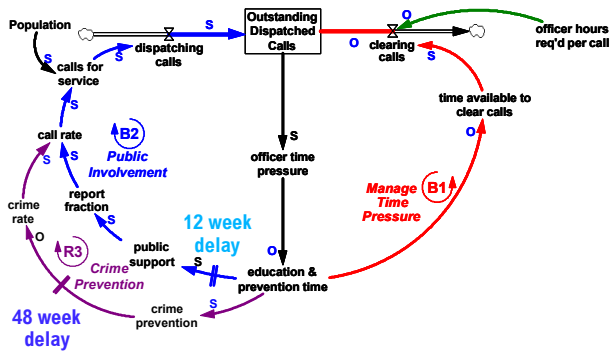 Population
S
dispatching
calls
S
Outstanding
Dispatched
Calls
O
O
clearing
calls
S
officer hours
req'd per call
S
calls for
service
S
S
call rate
S
S
B2
Public
Involvement
S
officer time
pressure
time available to
clear calls
O
Manage
Time
Pressure
B1
crime
rate
O
report
fraction
S
R3
Crime
Prevention
public
support
S
12 week
delay
O
education &
prevention time
S
crime
prevention
48 week
delay